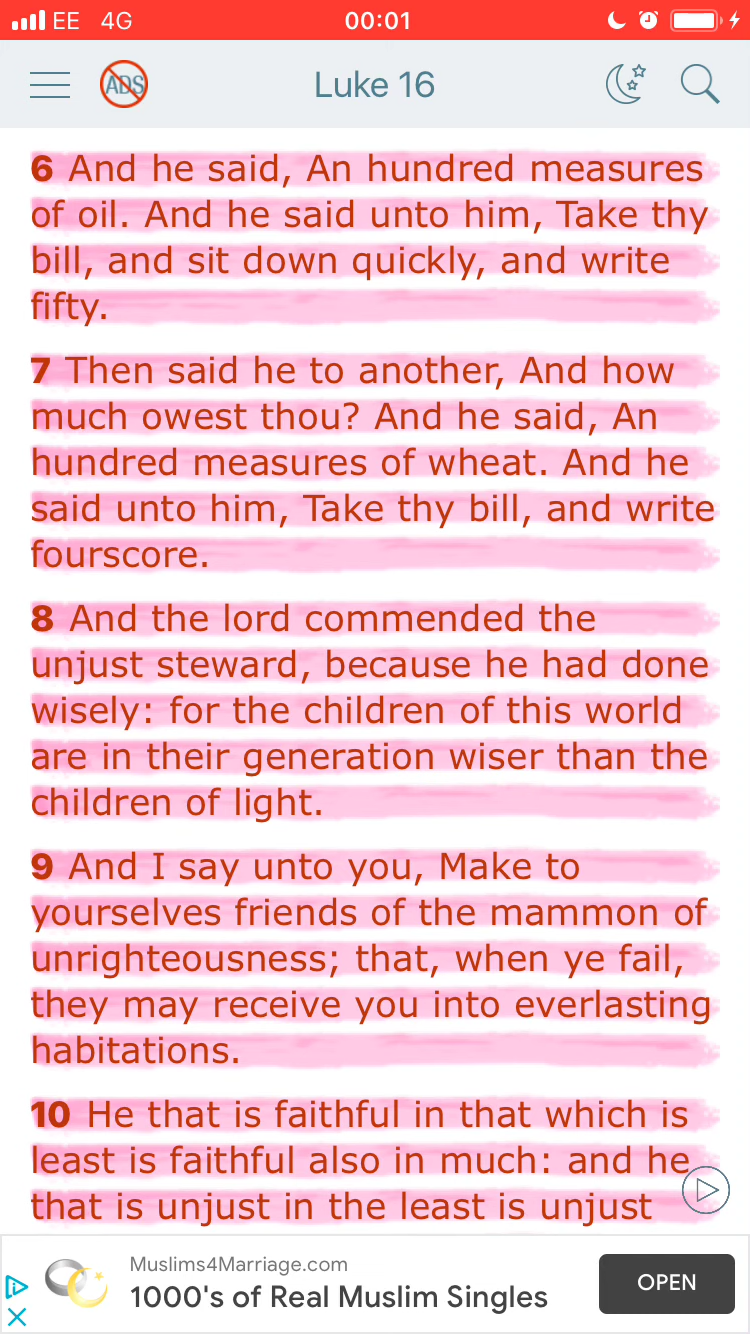 EE 4G 00:01
ADS Luke 16
6 And he said, An hundred measures
of oil. And he said unto him, Take thy
bill, and sit down quickly, and write
fifty.
7 Then said he to another, And how
much owest thou? And he said, An
hundred measures of wheat. And he
said unto him, Take thy bill, and write
fourscore.
8 And the lord commended the
unjust steward, because he had done
wisely: for the children of this world
are in their generation wiser than the
children of light.
9 And I say unto you, Make to
yourselves friends of the mammon of
unrighteousness; that, when ye fail,
they may receive you into everlasting
habitations.
10 He that is faithful in that which is
least is faithful also in much: and he
that is unjust in the least is unjust
Muslims4Marriage.com
1000's of Real Muslim Singles
OPEN